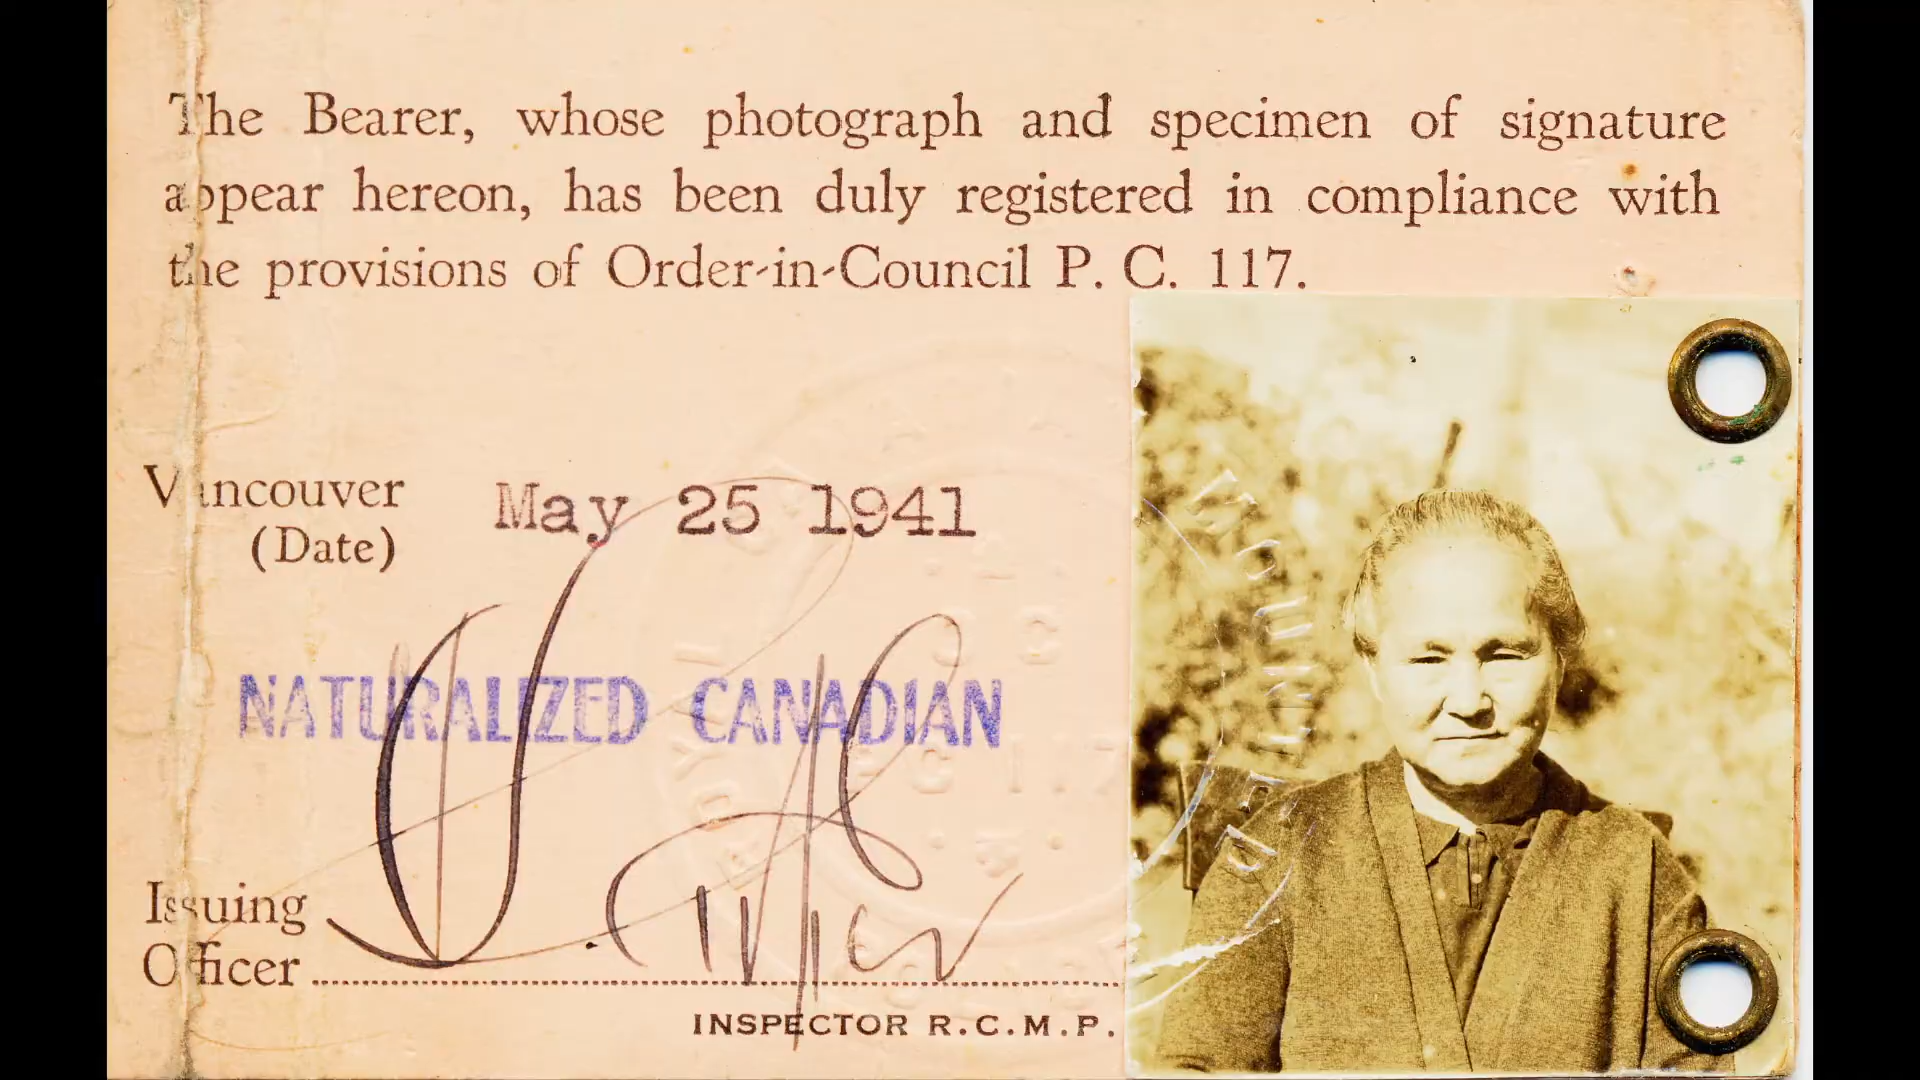 The Bearer, whose photograph and specimen of signature
appear hereon, has been duly registered in compliance with
the provisions of Order-in-Council P. C. 117.
Vancouver May 25 1941
(Date)
NATURALIZED CANADIAN
Issuing
Officer
INSPECTOR R.C.M.P.